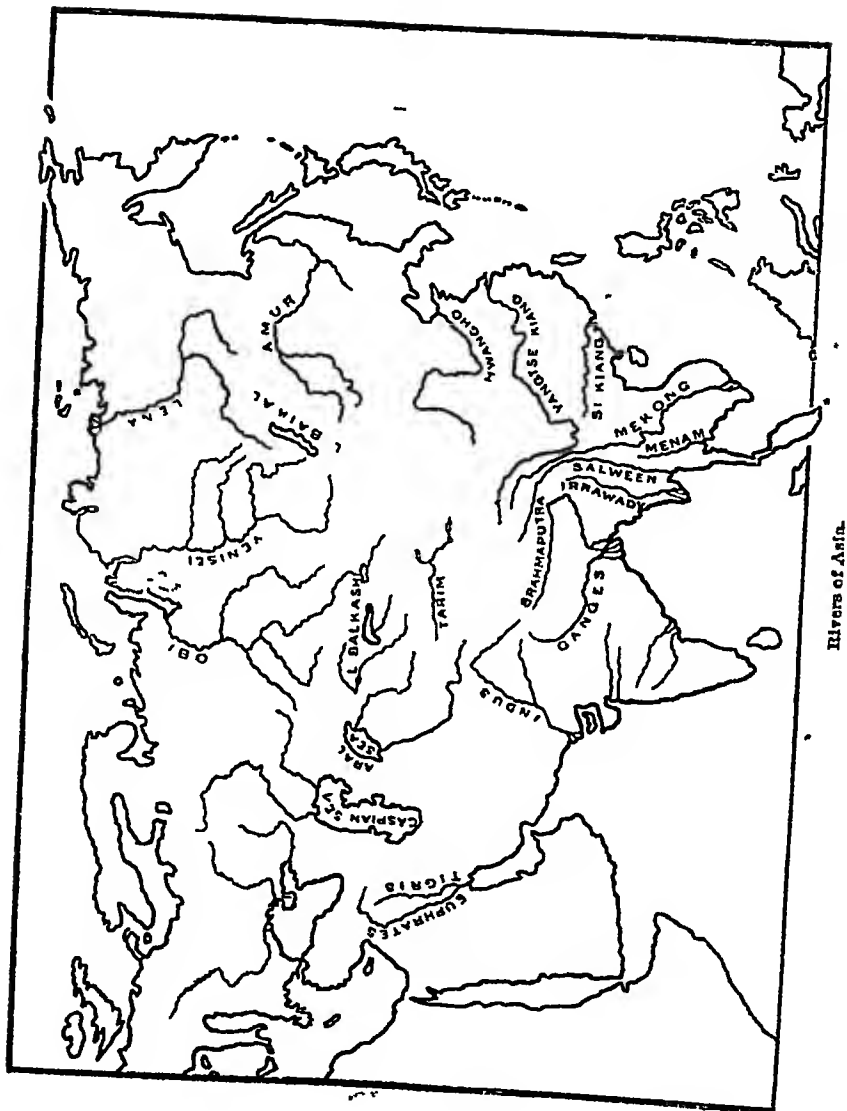 OBI
YENISEI
LENA
L BAIKAL
AMUR
L BALKASH
ARAL
SEA
CASPIAN SEA
TARIM
HWANGHO
YANGTSE KIANG
SI KIANG
MEKONG
MENAM
SALWEEN
IRRAWADY
BRAHMAPUTRA
GANGES
INDUS
TIGRIS
EUPHRATES
Rivers of Asia.